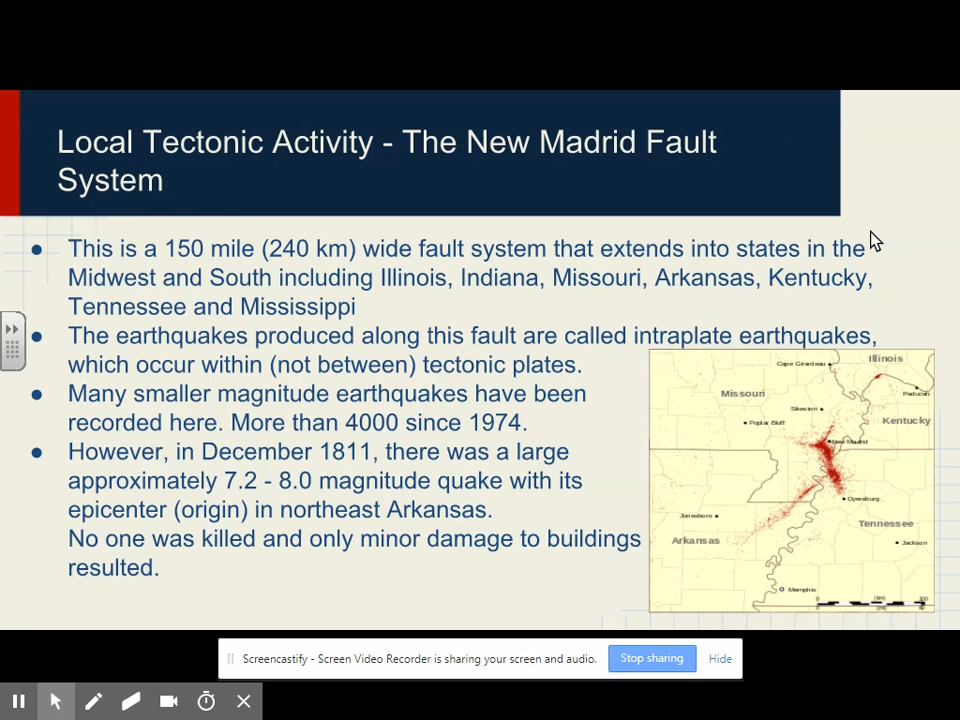 Local Tectonic Activity - The New Madrid Fault
System
● This is a 150 mile (240 km) wide fault system that extends into states in the
Midwest and South including Illinois, Indiana, Missouri, Arkansas, Kentucky,
Tennessee and Mississippi
● The earthquakes produced along this fault are called intraplate earthquakes,
which occur within (not between) tectonic plates.
● Many smaller magnitude earthquakes have been
recorded here. More than 4000 since 1974.
● However, in December 1811, there was a large
approximately 7.2 - 8.0 magnitude quake with its
epicenter (origin) in northeast Arkansas.
No one was killed and only minor damage to buildings
resulted.
Cape Girardeau
Illinois
Missouri
Paducah
Sikeston
Poplar Bluff
Kentucky
New Madrid
Dyersburg
Jonesboro
Tennessee
Arkansas
Jackson
Memphis
Screencastify - Screen Video Recorder is sharing your screen and audio.
Stop sharing
Hide